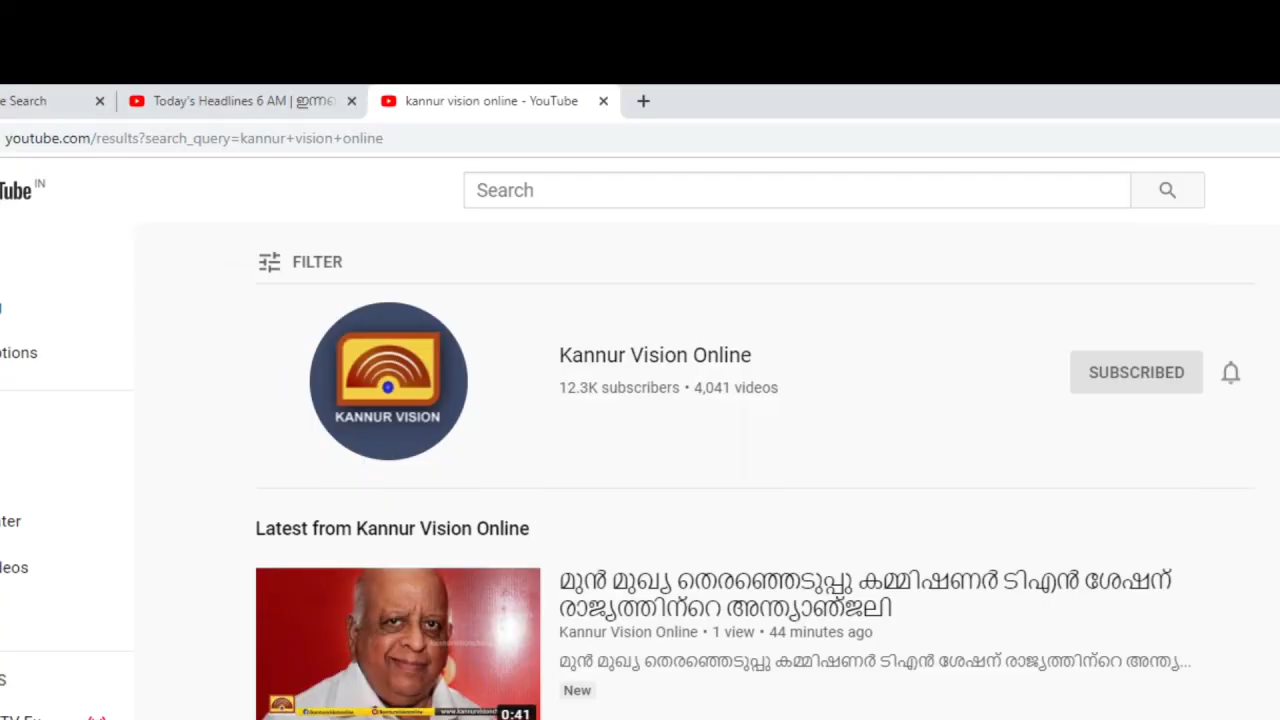 e Search
Today's Headlines 6 AM | ഇന്ന
kannur vision online - YouTube
youtube.com/results?search_query=kannur+vision+online
Tube IN
Search
FILTER
KANNUR VISION
Kannur Vision Online
12.3K subscribers • 4,041 videos
SUBSCRIBED
otions
Latest from Kannur Vision Online
ter
leos
മുൻ മുഖ്യ തെരഞ്ഞെടുപ്പു കമ്മിഷണർ ടിഎൻ ശേഷന്
രാജ്യത്തിന്റെ അന്ത്യാഞ്ജലി
Kannur Vision Online • 1 view • 44 minutes ago
മുൻ മുഖ്യ തെരഞ്ഞെടുപ്പു കമ്മിഷണർ ടിഎൻ ശേഷന് രാജ്യത്തിന്റെ അന്ത്യ...
New
S
0:41